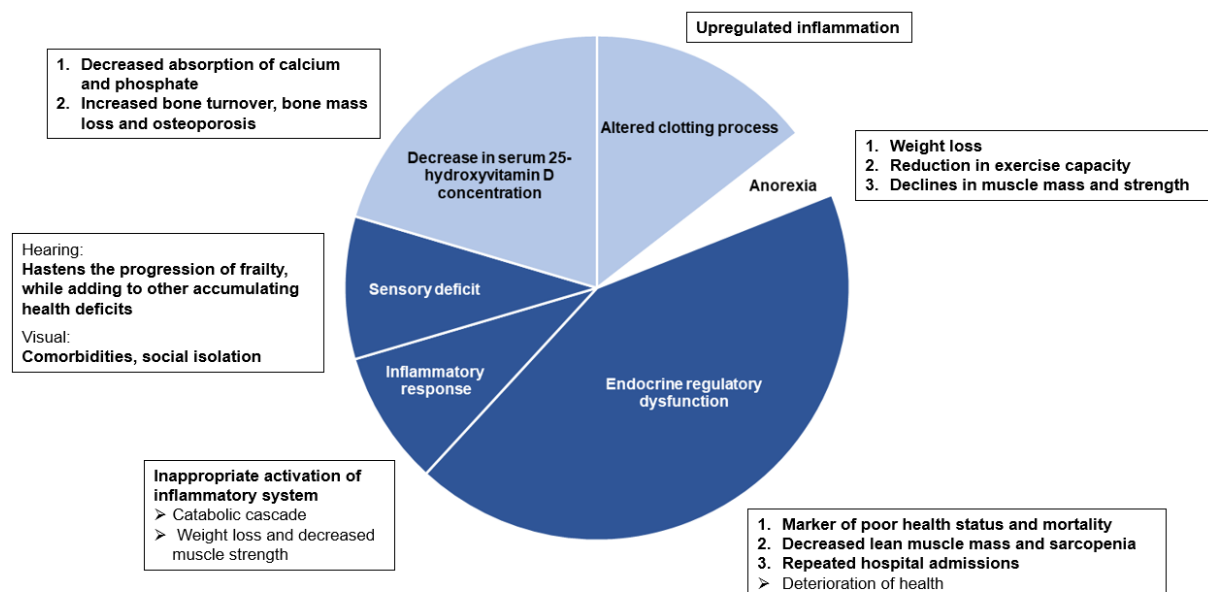 Upregulated inflammation
1. Decreased absorption of calcium
and phosphate
2. Increased bone turnover, bone mass
loss and osteoporosis
Altered clotting process
Decrease in serum 25-
hydroxyvitamin D
concentration
Anorexia
1. Weight loss
2. Reduction in exercise capacity
3. Declines in muscle mass and strength
Hearing:
Hastens the progression of frailty,
while adding to other accumulating
health deficits
Visual:
Comorbidities, social isolation
Sensory deficit
Inflammatory
response
Endocrine regulatory
dysfunction
Inappropriate activation of
inflammatory system
➢ Catabolic cascade
➢ Weight loss and decreased
muscle strength
1. Marker of poor health status and mortality
2. Decreased lean muscle mass and sarcopenia
3. Repeated hospital admissions
➢ Deterioration of health